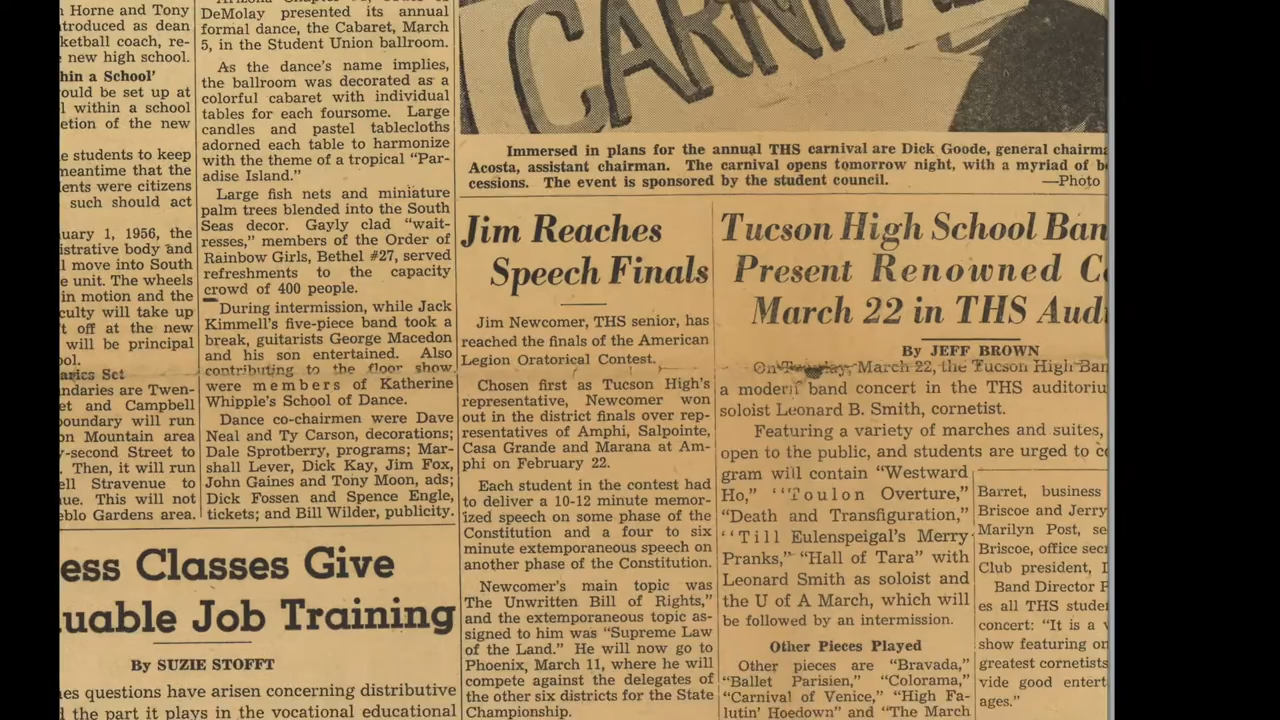 Horne and Tony
troduced as dean
ketball coach, re-
new high school.
hin a School'
ould be set up at
l within a school
etion of the new
e students to keep
meantime that the
ents were citizens
such should act
uary 1, 1956, the
istrative body and
l move into South
e unit. The wheels
in motion and the
culty will take up
't off at the new
will be principal
ol.
aries Set
ndaries are Twen-
et and Campbell
oundary will run
on Mountain area
y-second Street to
. Then, it will run
ell Stravenue to
ue. This will not
eblo Gardens area.
DeMolay presented its annual
formal dance, the Cabaret, March
5, in the Student Union ballroom.
As the dance's name implies,
the ballroom was decorated as a
colorful cabaret with individual
tables for each foursome. Large
candles and pastel tablecloths
adorned each table to harmonize
with the theme of a tropical "Par-
adise Island."
Large fish nets and miniature
palm trees blended into the South
Seas decor. Gayly clad "wait-
resses," members of the Order of
Rainbow Girls, Bethel #27, served
refreshments to the capacity
crowd of 400 people.
During intermission, while Jack
Kimmell's five-piece band took a
break, guitarists George Macedon
and his son entertained. Also
contributing to the floor show
were members of Katherine
Whipple's School of Dance.
Dance co-chairmen were Dave
Neal and Ty Carson, decorations;
Dale Sprotberry, programs; Mar-
shall Lever, Dick Kay, Jim Fox,
John Gaines and Tony Moon, ads;
Dick Fossen and Spence Engle,
tickets; and Bill Wilder, publicity.
ess Classes Give
uable Job Training
By SUZIE STOFFT
es questions have arisen concerning distributive
d the part it plays in the vocational educational
CARNIVAL
Immersed in plans for the annual THS carnival are Dick Goode, general chairma
Acosta, assistant chairman. The carnival opens tomorrow night, with a myriad of b
cessions. The event is sponsored by the student council. —Photo
Jim Reaches
Speech Finals
Jim Newcomer, THS senior, has
reached the finals of the American
Legion Oratorical Contest.
Chosen first as Tucson High's
representative, Newcomer won
out in the district finals over rep-
resentatives of Amphi, Salpointe,
Casa Grande and Marana at Am-
phi on February 22.
Each student in the contest had
to deliver a 10-12 minute memor-
ized speech on some phase of the
Constitution and a four to six
minute extemporaneous speech on
another phase of the Constitution.
Newcomer's main topic was
The Unwritten Bill of Rights,"
and the extemporaneous topic as-
signed to him was "Supreme Law
of the Land." He will now go to
Phoenix, March 11, where he will
compete against the delegates of
the other six districts for the State
Championship.
Tucson High School Ban
Present Renowned C
March 22 in THS Aud
By JEFF BROWN
On Tuesday, March 22, the Tucson High Ban
a modern band concert in the THS auditoriu
soloist Leonard B. Smith, cornetist.
Featuring a variety of marches and suites,
open to the public, and students are urged to c
gram will contain "Westward
Ho," "Toulon Overture,"
"Death and Transfiguration,"
"Till Eulenspeigal's Merry
Pranks," "Hall of Tara" with
Leonard Smith as soloist and
the U of A March, which will
be followed by an intermission.
Other Pieces Played
Other pieces are "Bravada,"
"Ballet Parisien," "Colorama,"
"Carnival of Venice," "High Fa-
lutin' Hoedown" and "The March
Barret, business
Briscoe and Jerry
Marilyn Post, se
Briscoe, office sec
Club president,
Band Director
es all THS stude
concert: "It is a
show featuring on
greatest cornetists
vide good entert
ages."